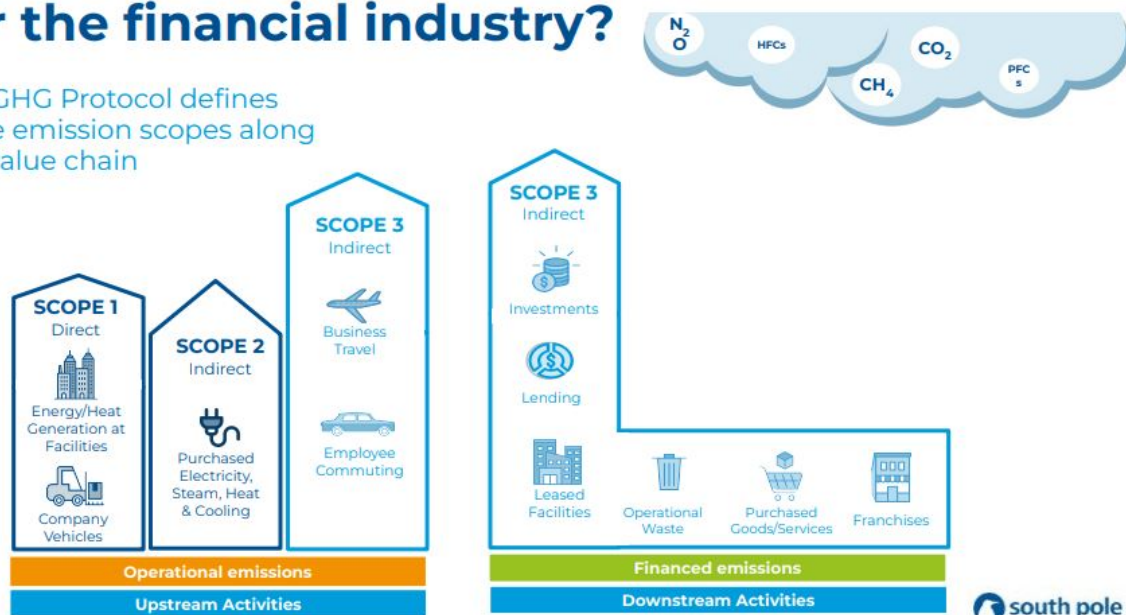 r the financial industry?
GHG Protocol defines
e emission scopes along
alue chain
N2
O
HFCs
CH4
CO2
PFC
s
SCOPE 1
Direct
Energy/Heat
Generation at
Facilities
Company
Vehicles
SCOPE 2
Indirect
Purchased
Electricity,
Steam, Heat
& Cooling
SCOPE 3
Indirect
Business
Travel
Employee
Commuting
Operational emissions
Upstream Activities
SCOPE 3
Indirect
Investments
Lending
Leased
Facilities
Operational
Waste
Purchased
Goods/Services
Franchises
Financed emissions
Downstream Activities
south pole